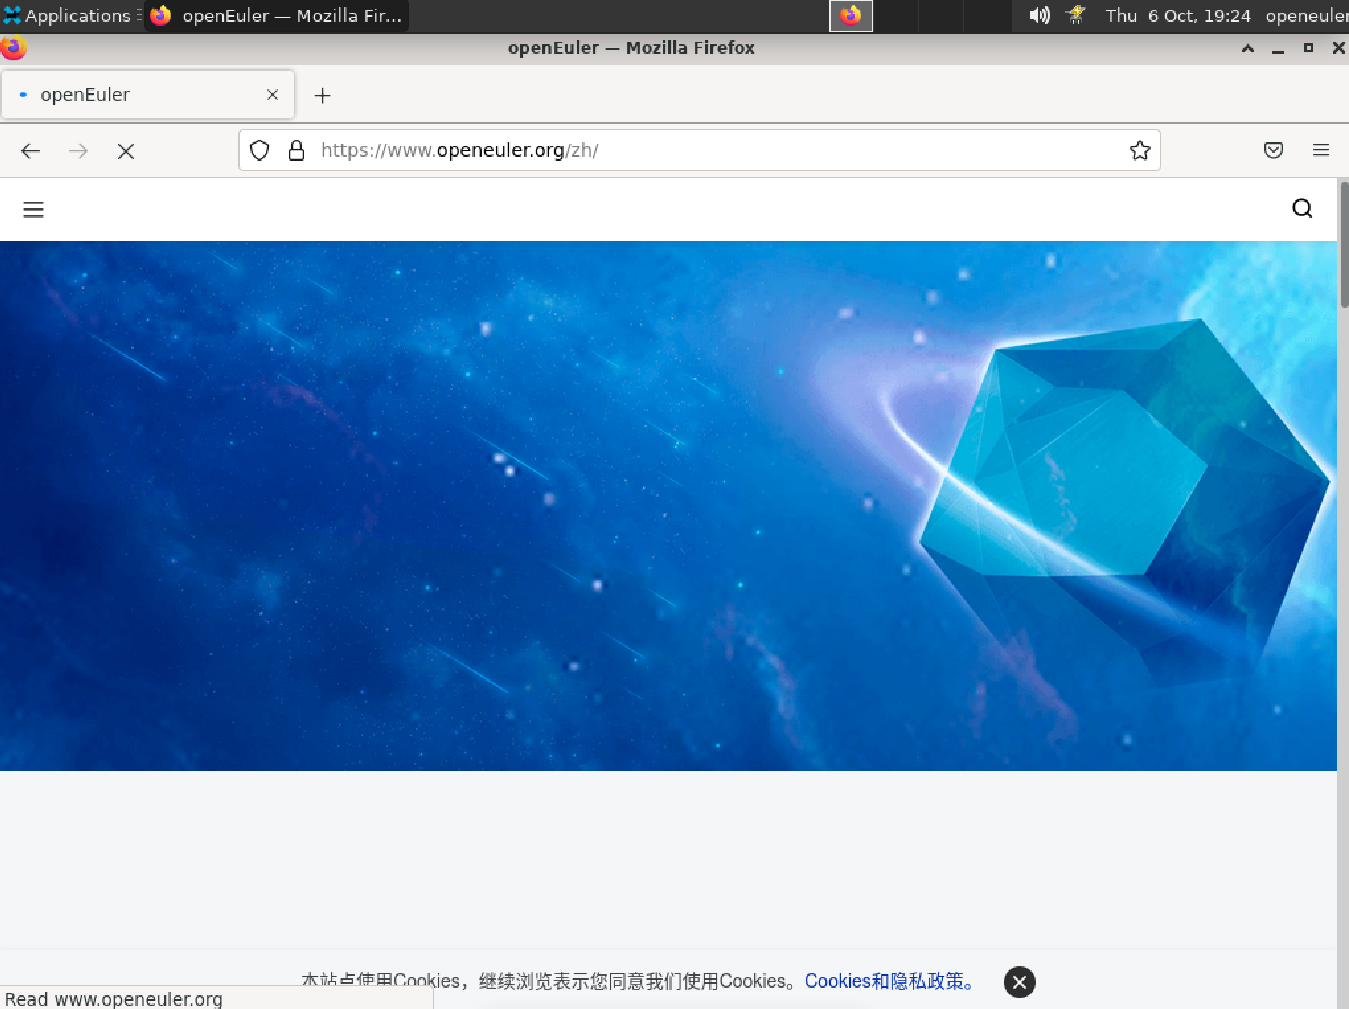 Applications openEuler — Mozilla Fir... Thu 6 Oct, 19:24 openeuler
openEuler — Mozilla Firefox
openEuler
https://www.openeuler.org/zh/
本站点使用Cookies，继续浏览表示您同意我们使用Cookies。Cookies和隐私政策。
Read www.openeuler.org